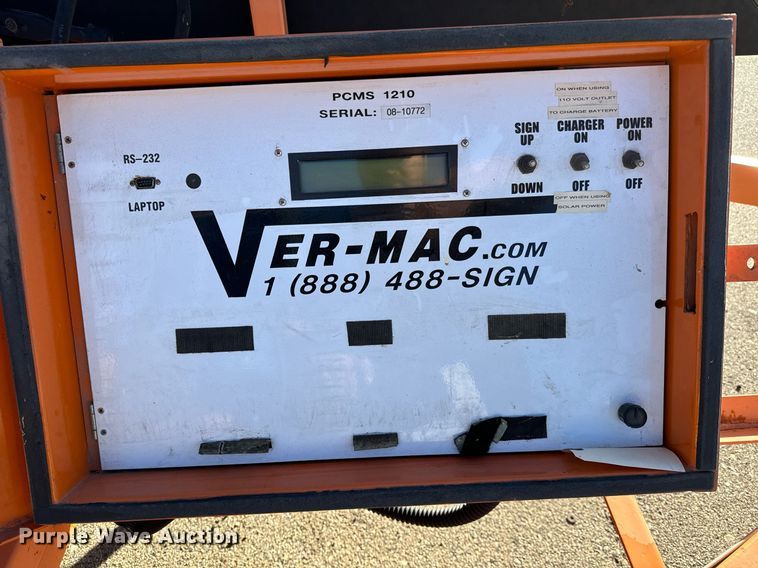 PCMS 1210
SERIAL: 08-10772
ON WHEN USING
110 VOLT OUTLET
TO CHARGE BATTERY
SIGN UP
CHARGER ON
POWER ON
DOWN
OFF
OFF
OFF WHEN USING
SOLAR POWER
RS-232
LAPTOP
VER-MAC.COM
1 (888) 488-SIGN
Purple Wave Auction